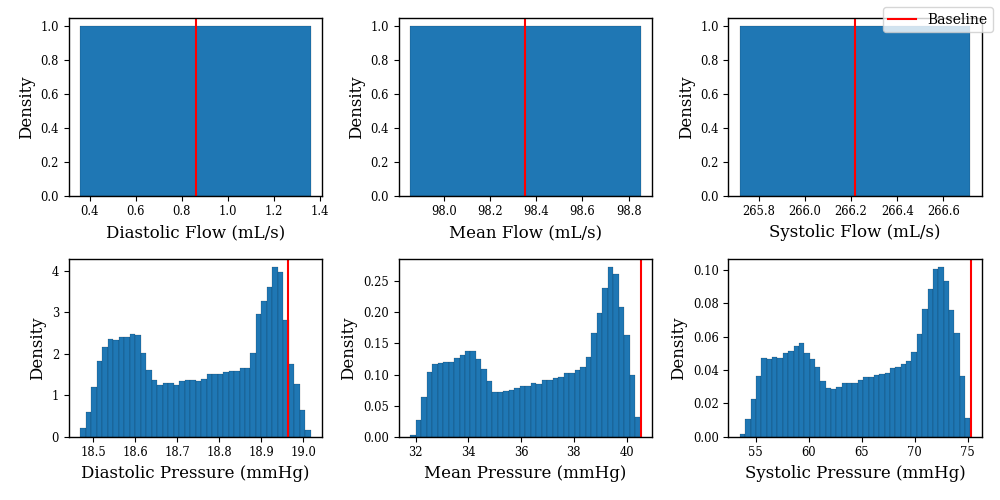 Baseline
1.0
0.8
0.6
0.4
0.2
0.0
Density
0.4 0.6 0.8 1.0 1.2 1.4
Diastolic Flow (mL/s)
1.0
0.8
0.6
0.4
0.2
0.0
Density
98.0 98.2 98.4 98.6 98.8
Mean Flow (mL/s)
1.0
0.8
0.6
0.4
0.2
0.0
Density
265.8 266.0 266.2 266.4 266.6
Systolic Flow (mL/s)
4
3
2
1
0
Density
18.5 18.6 18.7 18.8 18.9 19.0
Diastolic Pressure (mmHg)
0.25
0.20
0.15
0.10
0.05
0.00
Density
32 34 36 38 40
Mean Pressure (mmHg)
0.10
0.08
0.06
0.04
0.02
0.00
Density
55 60 65 70 75
Systolic Pressure (mmHg)